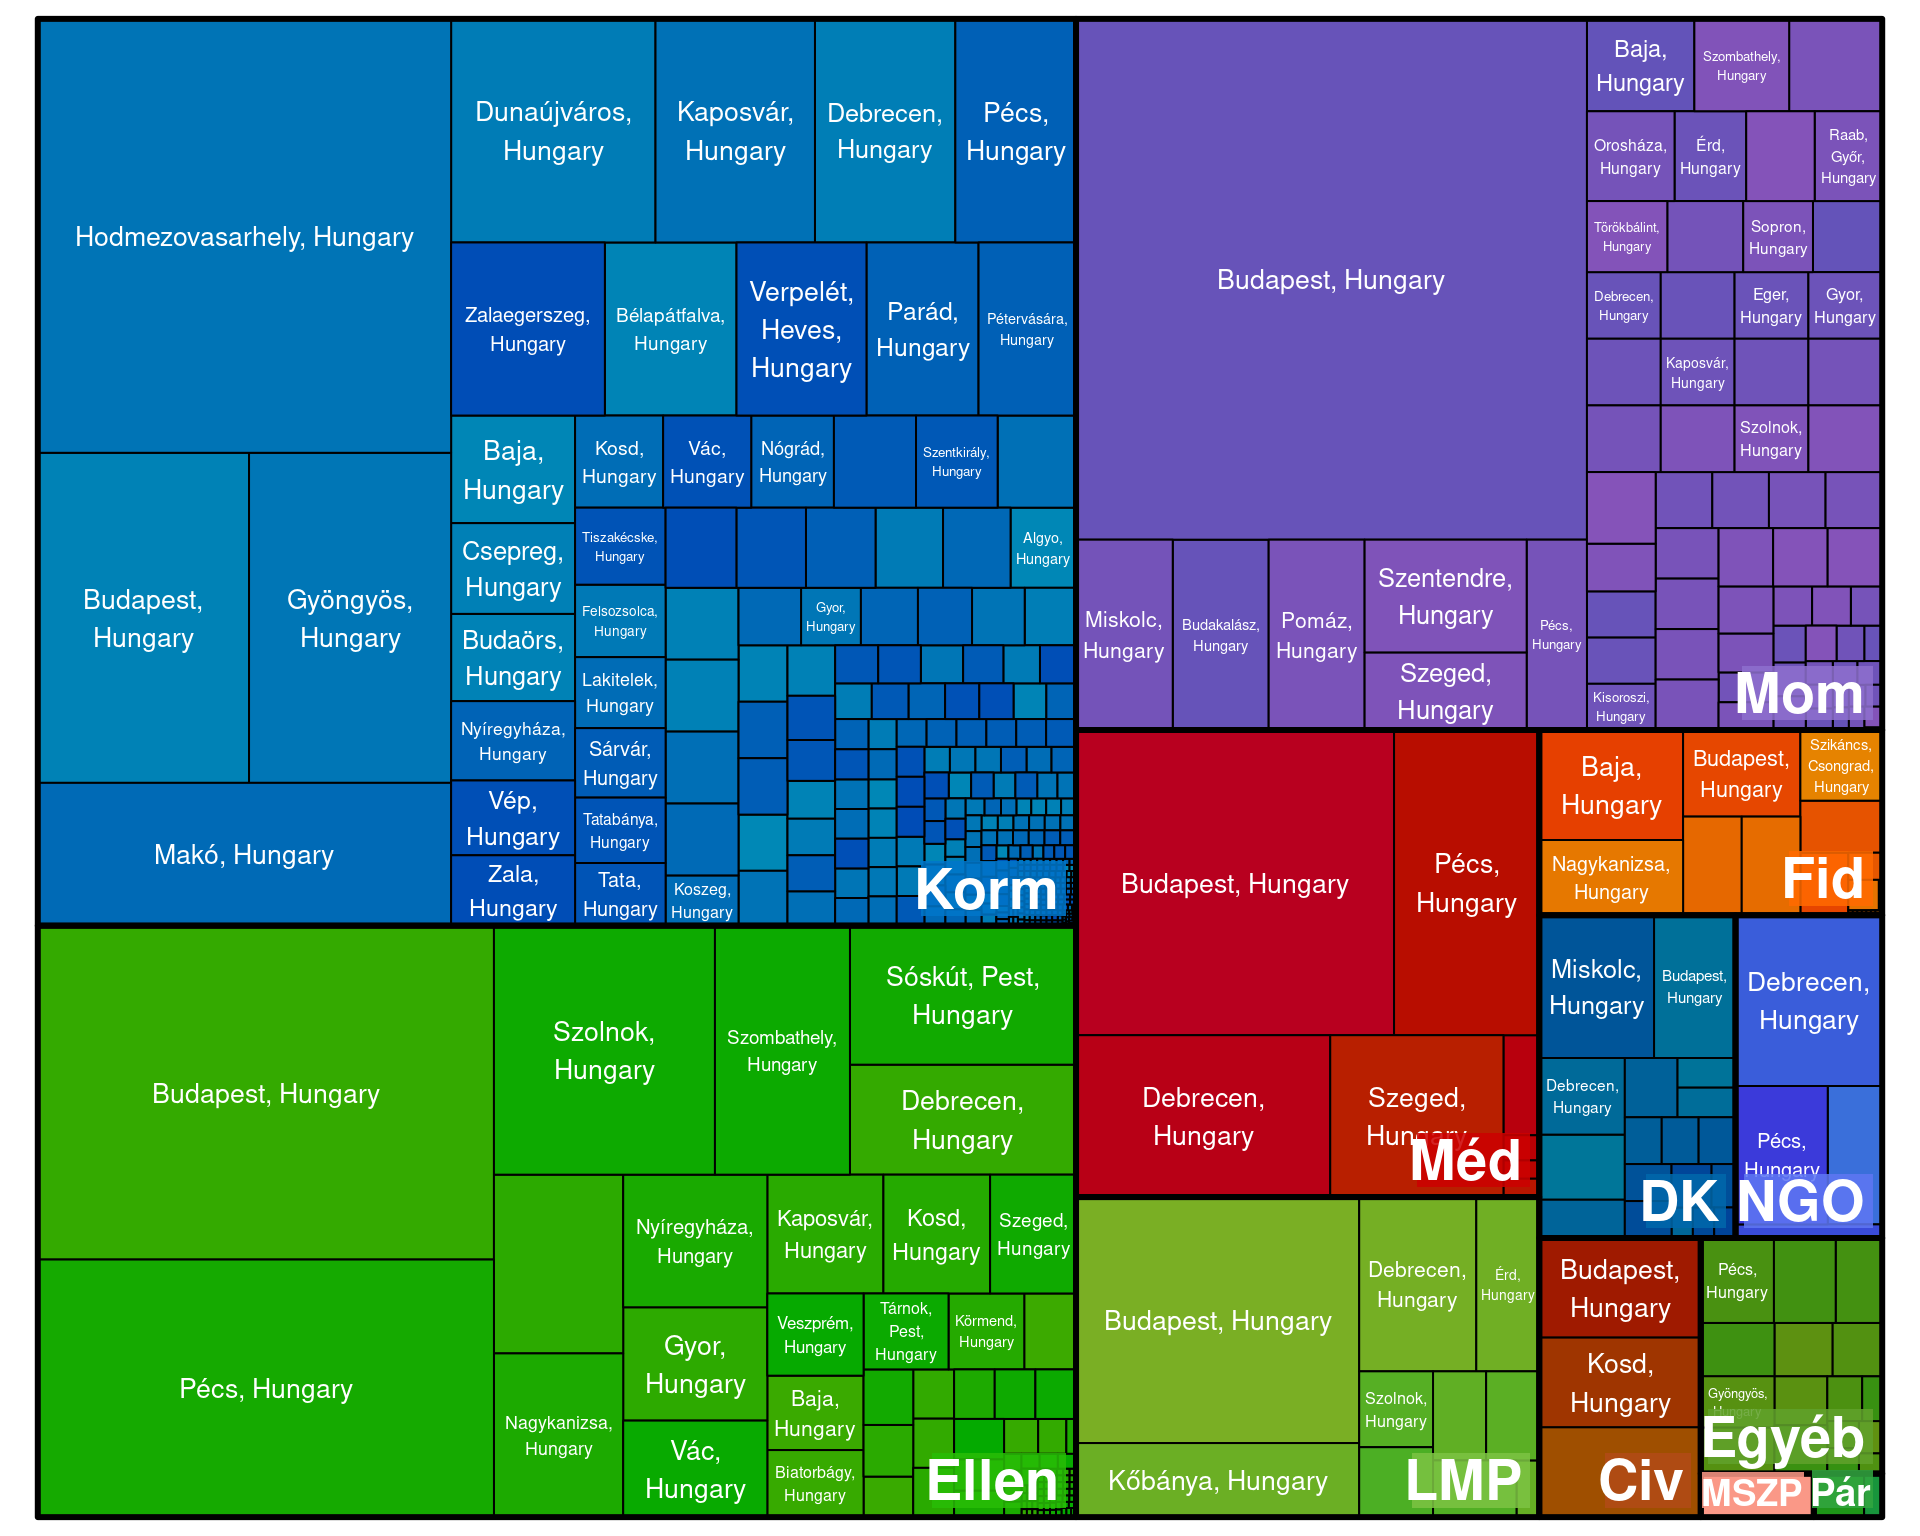 Hodmezovasarhely, Hungary
Budapest,
Hungary
Gyöngyös,
Hungary
Makó, Hungary
Dunaújváros,
Hungary
Kaposvár,
Hungary
Debrecen,
Hungary
Pécs,
Hungary
Zalaegerszeg,
Hungary
Bélapátfalva,
Hungary
Verpelét,
Heves,
Hungary
Parád,
Hungary
Pétervására,
Hungary
Baja,
Hungary
Csepreg,
Hungary
Budaörs,
Hungary
Nyíregyháza,
Hungary
Vép,
Hungary
Zala,
Hungary
Kosd,
Hungary
Vác,
Hungary
Nógrád,
Hungary
Szentkirály,
Hungary
Tiszakécske,
Hungary
Algyo,
Hungary
Felsozsolca,
Hungary
Gyor,
Hungary
Lakitelek,
Hungary
Sárvár,
Hungary
Tatabánya,
Hungary
Tata,
Hungary
Koszeg,
Hungary
Korm
Budapest, Hungary
Miskolc,
Hungary
Budakalász,
Hungary
Pomáz,
Hungary
Szentendre,
Hungary
Szeged,
Hungary
Pécs,
Hungary
Baja,
Hungary
Szombathely,
Hungary
Orosháza,
Hungary
Érd,
Hungary
Raab,
Győr,
Hungary
Törökbálint,
Hungary
Sopron,
Hungary
Debrecen,
Hungary
Eger,
Hungary
Gyor,
Hungary
Kaposvár,
Hungary
Szolnok,
Hungary
Kisoroszi,
Hungary
Mom
Budapest, Hungary
Pécs, Hungary
Szolnok,
Hungary
Szombathely,
Hungary
Sóskút, Pest,
Hungary
Debrecen,
Hungary
Nagykanizsa,
Hungary
Nyíregyháza,
Hungary
Gyor,
Hungary
Vác,
Hungary
Kaposvár,
Hungary
Kosd,
Hungary
Szeged,
Hungary
Veszprém,
Hungary
Tárnok,
Pest,
Hungary
Körmend,
Hungary
Baja,
Hungary
Biatorbágy,
Hungary
Ellen
Budapest, Hungary
Pécs,
Hungary
Debrecen,
Hungary
Szeged,
Hungary
Méd
Budapest, Hungary
Kőbánya, Hungary
Debrecen,
Hungary
Érd,
Hungary
Szolnok,
Hungary
LMP
Baja,
Hungary
Budapest,
Hungary
Szikáncs,
Csongrad,
Hungary
Nagykanizsa,
Hungary
Fid
Miskolc,
Hungary
Budapest,
Hungary
Debrecen,
Hungary
DK
Debrecen,
Hungary
Pécs,
Hungary
NGO
Budapest,
Hungary
Kosd,
Hungary
Civ
Pécs,
Hungary
Gyöngyös,
Hungary
Egyéb
MSZP
Pár